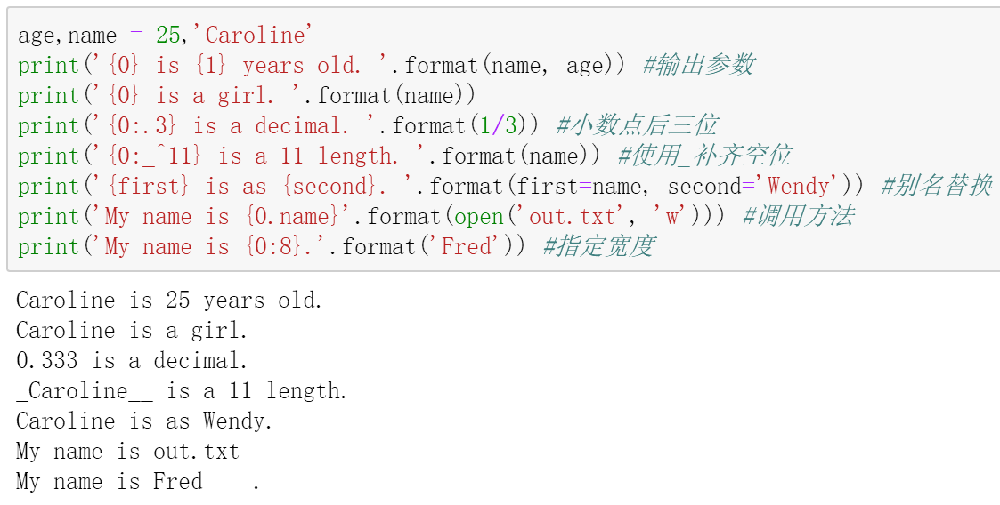 age,name = 25,'Caroline'
print('{0} is {1} years old. '.format(name, age)) #输出参数
print('{0} is a girl. '.format(name))
print('{0:.3} is a decimal. '.format(1/3)) #小数点后三位
print('{0:_^11} is a 11 length. '.format(name)) #使用_补齐空位
print('{first} is as {second}. '.format(first=name, second='Wendy')) #别名替换
print('My name is {0.name}'.format(open('out.txt', 'w'))) #调用方法
print('My name is {0:8}.'.format('Fred')) #指定宽度
Caroline is 25 years old.
Caroline is a girl.
0.333 is a decimal.
_Caroline__ is a 11 length.
Caroline is as Wendy.
My name is out.txt
My name is Fred    .